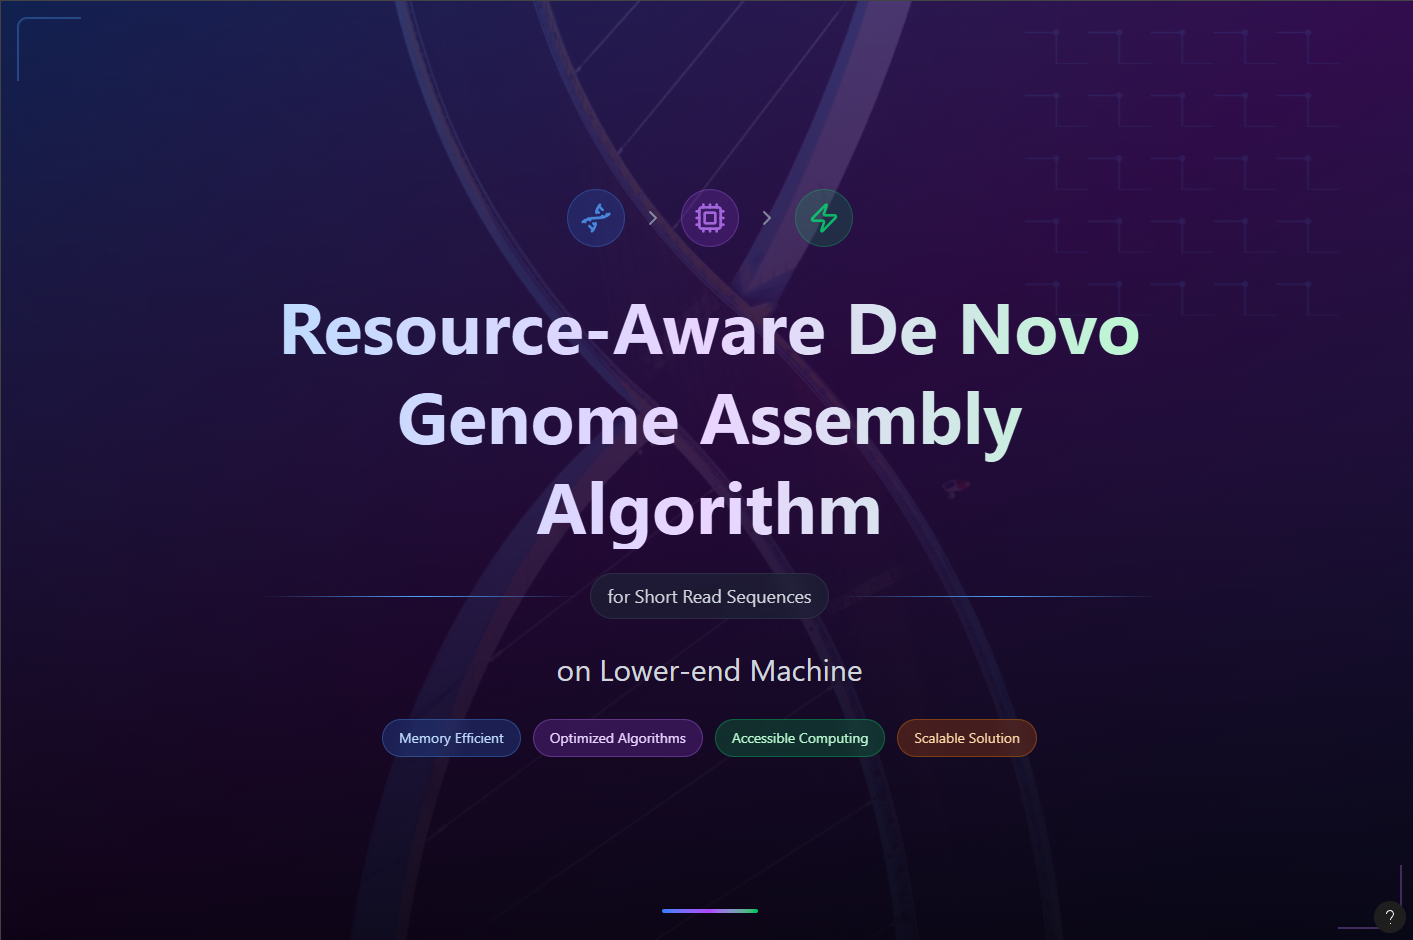 Resource-Aware De Novo
Genome Assembly
Algorithm
for Short Read Sequences
on Lower-end Machine
Memory Efficient
Optimized Algorithms
Accessible Computing
Scalable Solution
?